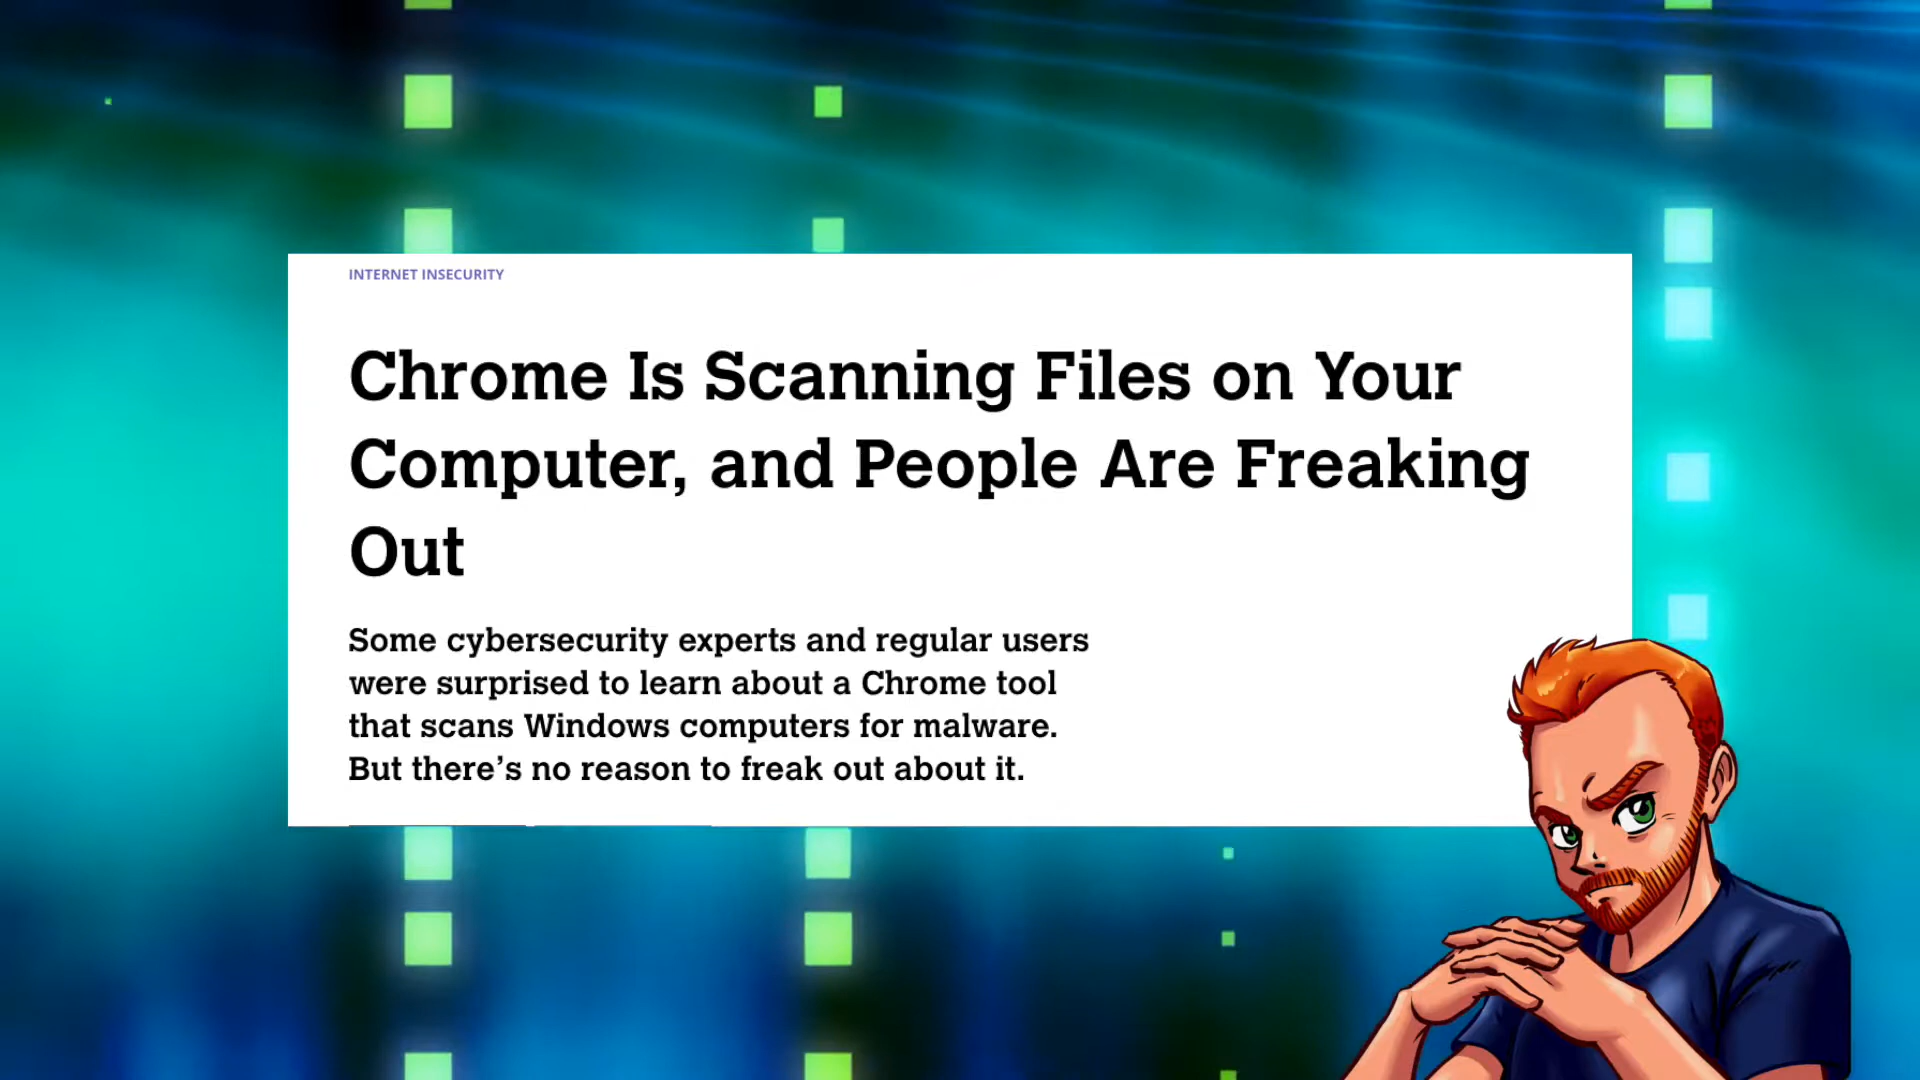 INTERNET INSECURITY
Chrome Is Scanning Files on Your
Computer, and People Are Freaking
Out
Some cybersecurity experts and regular users
were surprised to learn about a Chrome tool
that scans Windows computers for malware.
But there’s no reason to freak out about it.